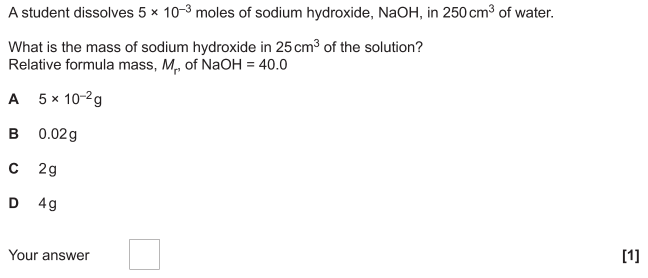 A student dissolves 5 × 10⁻³ moles of sodium hydroxide, NaOH, in 250 cm³ of water.
What is the mass of sodium hydroxide in 25 cm³ of the solution?
Relative formula mass, Mᵣ, of NaOH = 40.0
A 5 × 10⁻² g
B 0.02 g
C 2 g
D 4 g
Your answer [1]